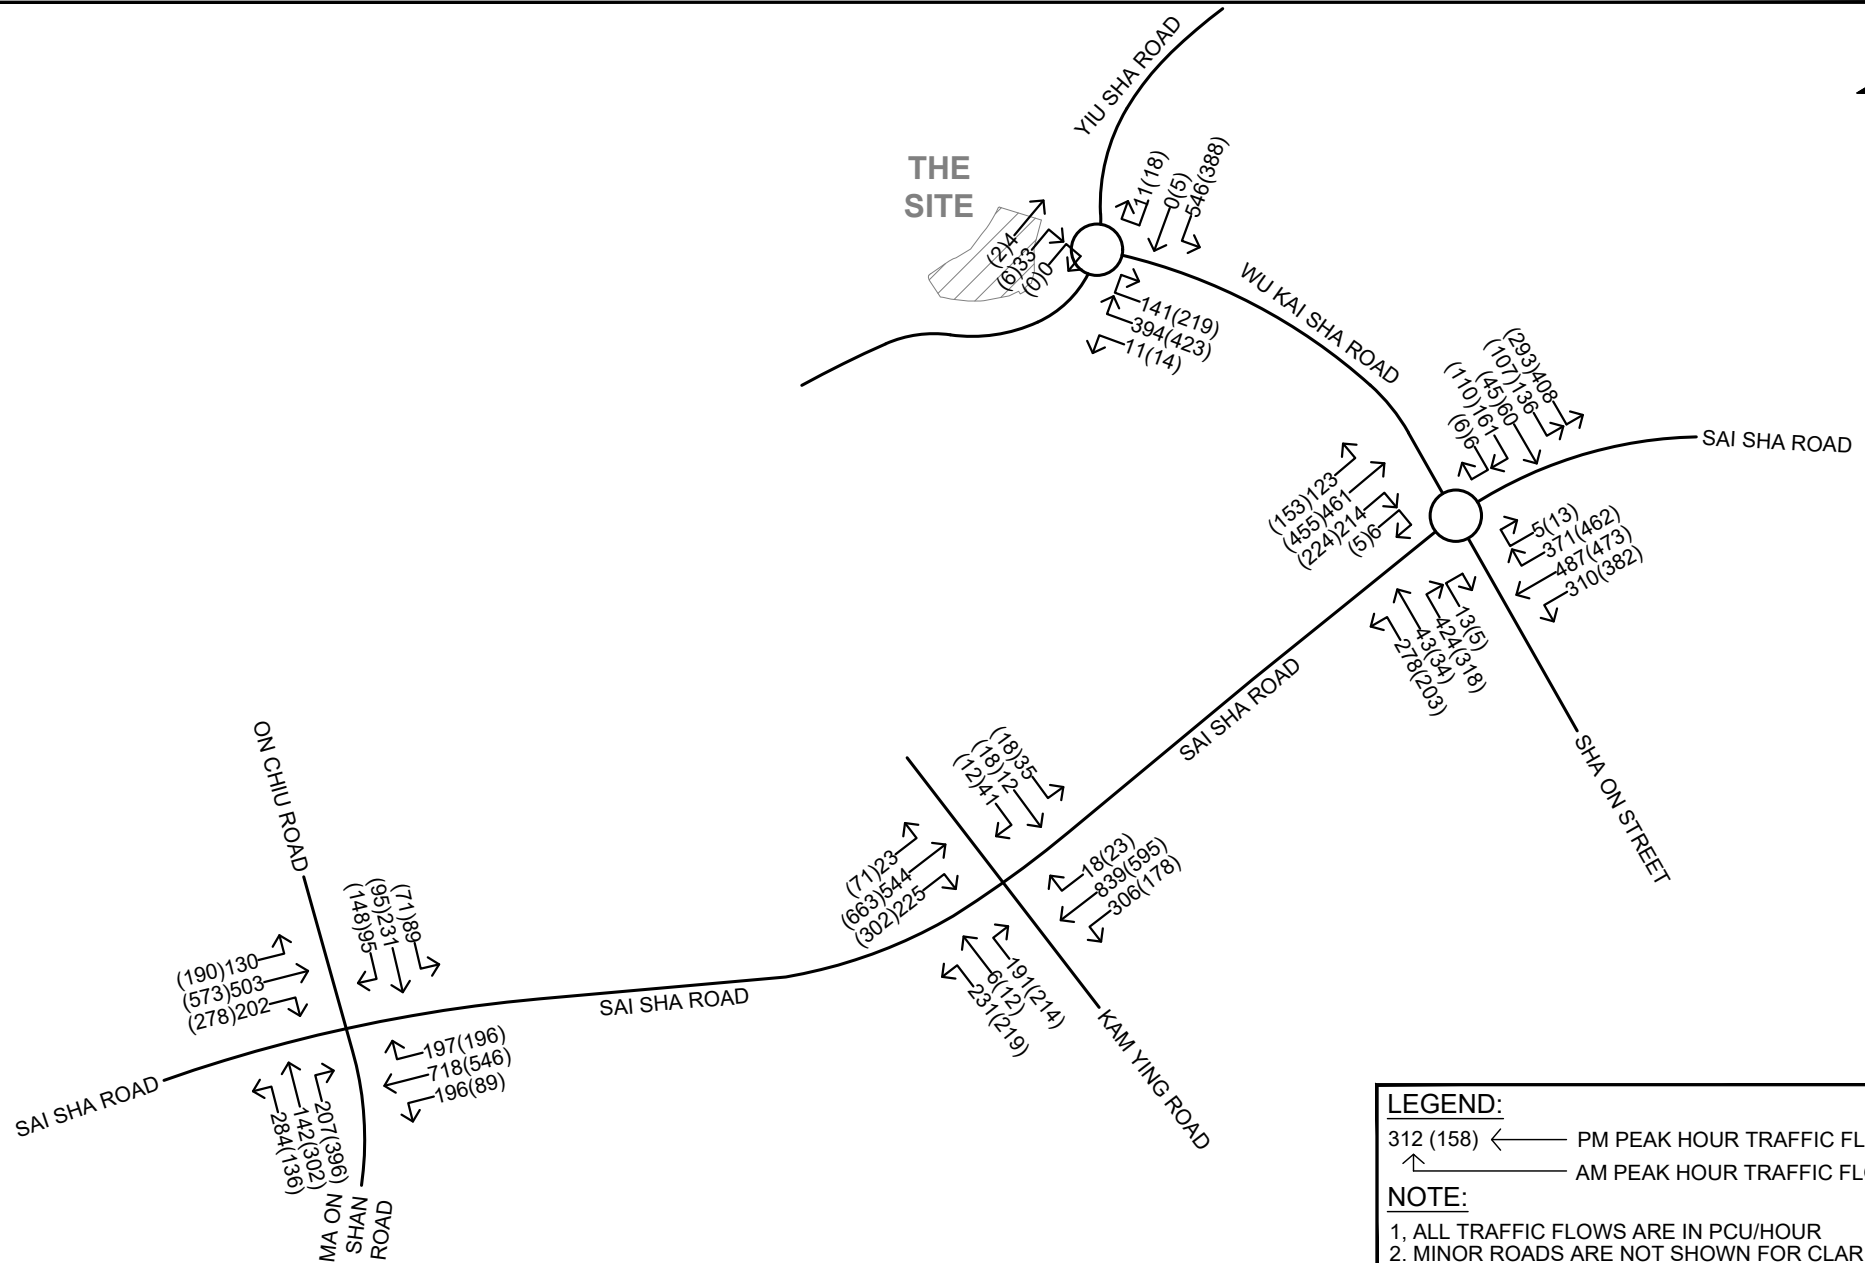 YIU SHA ROAD
THE
SITE
11(18)
0(5)
546(388)
(2)4
(6)33
(0)0
141(219)
394(423)
11(14)
WU KAI SHA ROAD
(293)408
(107)136
(45)60
(110)161
(6)6
SAI SHA ROAD
(153)123
(455)461
(224)214
(5)6
5(13)
371(462)
487(473)
310(382)
13(5)
424(318)
43(34)
278(203)
SAI SHA ROAD
SHA ON STREET
ON CHIU ROAD
(18)35
(18)12
(12)41
(71)23
(663)544
(302)225
18(23)
839(595)
306(178)
191(214)
6(12)
231(219)
KAM YING ROAD
(71)89
(95)231
(148)95
(190)130
(573)503
(278)202
SAI SHA ROAD
197(196)
718(546)
196(89)
SAI SHA ROAD
207(396)
142(302)
284(136)
MA ON
SHAN
ROAD
LEGEND:
312 (158)
PM PEAK HOUR TRAFFIC FL
AM PEAK HOUR TRAFFIC FL
NOTE:
1, ALL TRAFFIC FLOWS ARE IN PCU/HOUR
2. MINOR ROADS ARE NOT SHOWN FOR CLAR